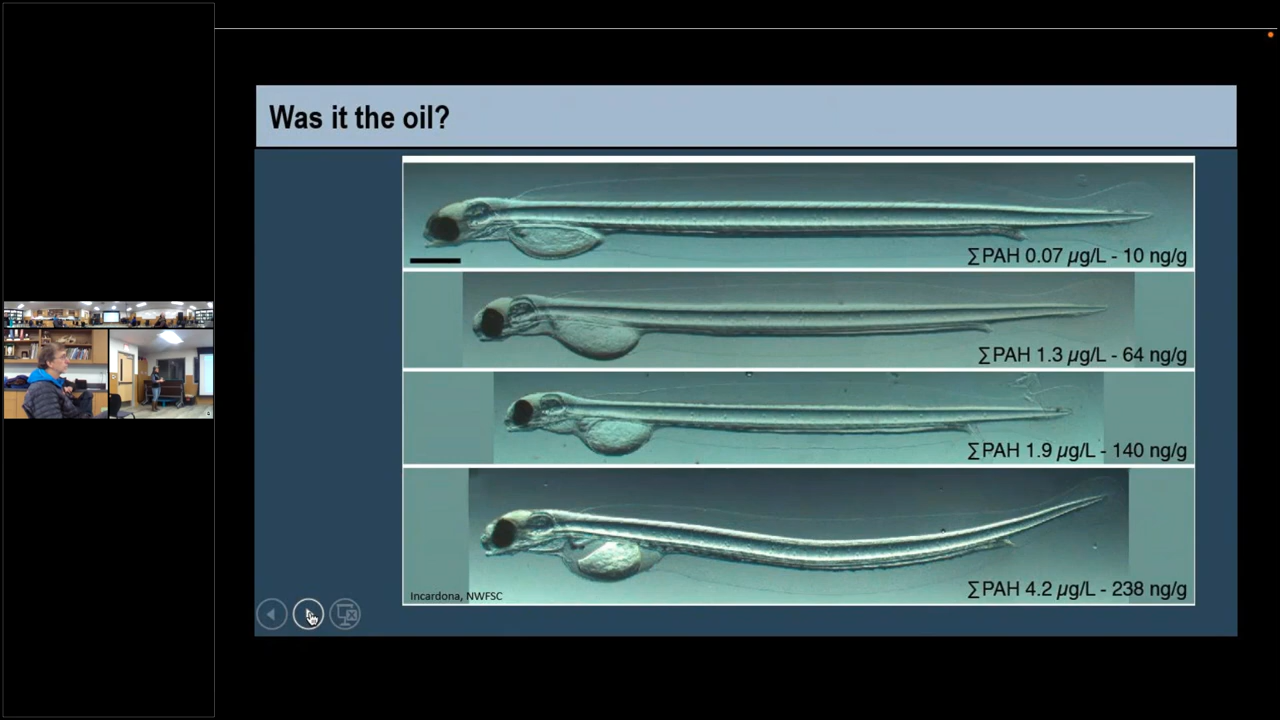 Was it the oil?
∑PAH 0.07 µg/L - 10 ng/g
∑PAH 1.3 µg/L - 64 ng/g
∑PAH 1.9 µg/L - 140 ng/g
∑PAH 4.2 µg/L - 238 ng/g
Incardona, NWFSC